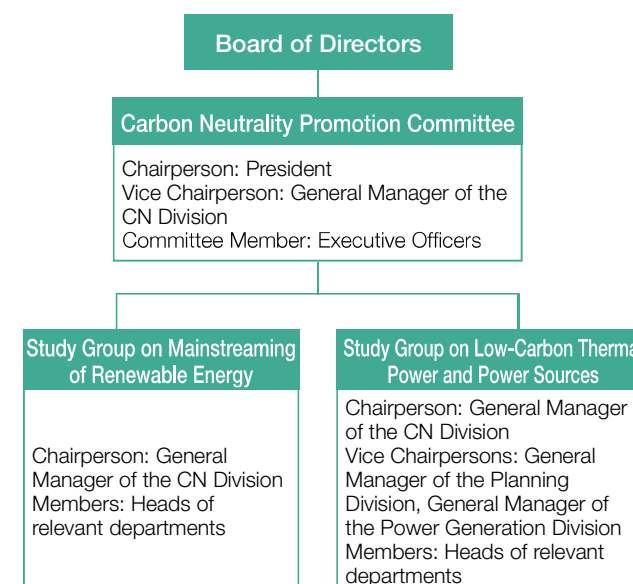 Board of Directors
Carbon Neutrality Promotion Committee
Chairperson: President
Vice Chairperson: General Manager of the
CN Division
Committee Member: Executive Officers
Study Group on Mainstreaming
of Renewable Energy
Chairperson: General
Manager of the CN Division
Members: Heads of
relevant departments
Study Group on Low-Carbon Therma
Power and Power Sources
Chairperson: General Manager
of the CN Division
Vice Chairpersons: General
Manager of the Planning
Division, General Manager of
the Power Generation Division
Members: Heads of relevant
departments